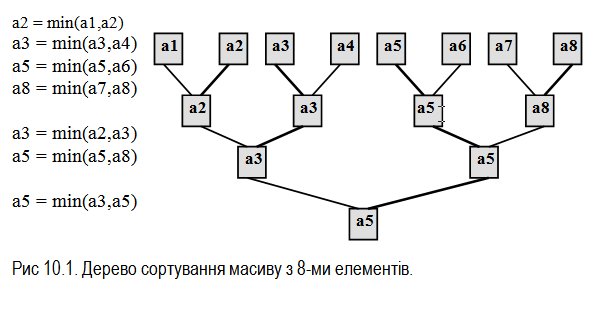 a2 = min(a1,a2)
a3 = min(a3,a4)
a5 = min(a5,a6)
a8 = min(a7,a8)
a3 = min(a2,a3)
a5 = min(a5,a8)
a5 = min(a3,a5)
a1 a2 a3 a4 a5 a6 a7 a8
a2 a3 a5 a8
a3 a5
a5
Рис 10.1. Дерево сортування масиву з 8-ми елементів.